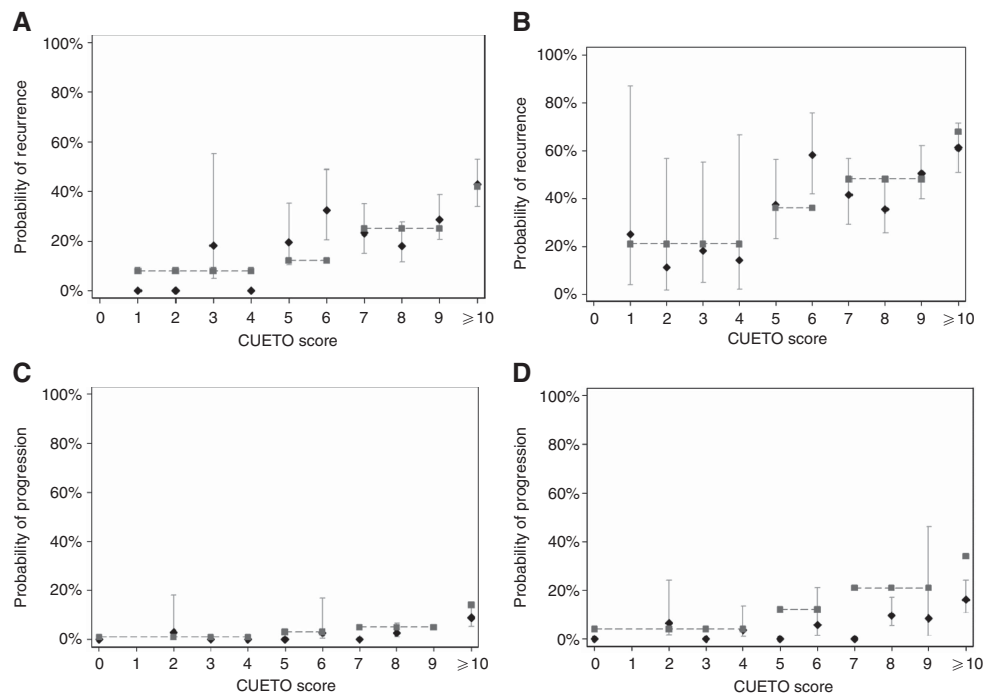 A
Probability of recurrence
100%
80%
60%
40%
20%
0%
0 1 2 3 4 5 6 7 8 9 ⩾10
CUETO score
B
Probability of recurrence
100%
80%
60%
40%
20%
0%
0 1 2 3 4 5 6 7 8 9 ⩾10
CUETO score
C
Probability of progression
100%
80%
60%
40%
20%
0%
0 1 2 3 4 5 6 7 8 9 ⩾10
CUETO score
D
Probability of progression
100%
80%
60%
40%
20%
0%
0 1 2 3 4 5 6 7 8 9 ⩾10
CUETO score